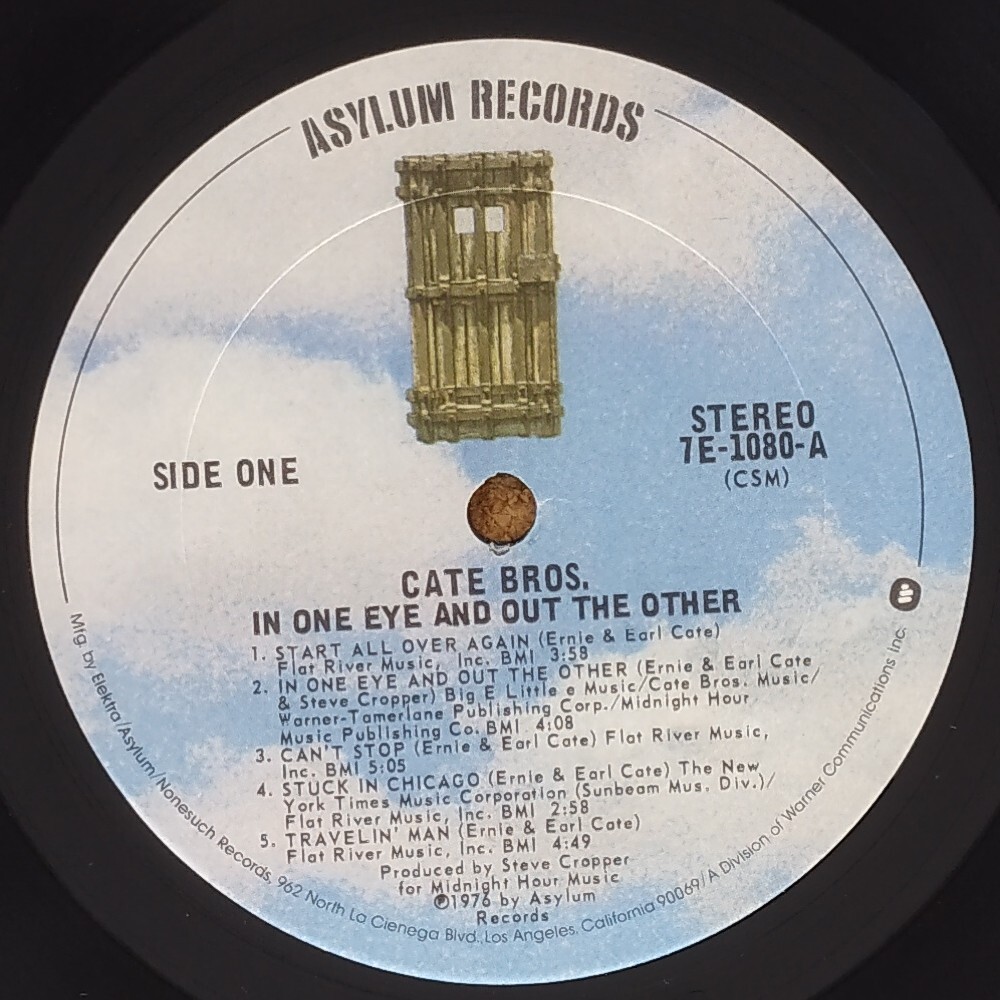 ASYLUM RECORDS
SIDE ONE
STEREO
7E-1080-A
(CSM)
CATE BROS.
IN ONE EYE AND OUT THE OTHER
1. START ALL OVER AGAIN (Ernie & Earl Cate)
Flat River Music, Inc. BMI 3:58
2. IN ONE EYE AND OUT THE OTHER (Ernie & Earl Cate
& Steve Cropper) Big E Little e Music/Cate Bros. Music/
Warner-Tamerlane Publishing Corp./Midnight Hour
Music Publishing Co. BMI 4:08
3. CAN'T STOP (Ernie & Earl Cate) Flat River Music,
Inc. BMI 5:05
4. STUCK IN CHICAGO (Ernie & Earl Cate) The New
York Times Music Corporation (Sunbeam Mus. Div.)/
Flat River Music, Inc. BMI 2:58
5. TRAVELIN' MAN (Ernie & Earl Cate)
Flat River Music, Inc. BMI 4:49
Produced by Steve Cropper
for Midnight Hour Music
℗1976 by Asylum
Records
Mfg. by Elektra/Asylum/Nonesuch Records, 962 North La Cienega Blvd., Los Angeles, California 90069/A Division of Warner Communications Inc.